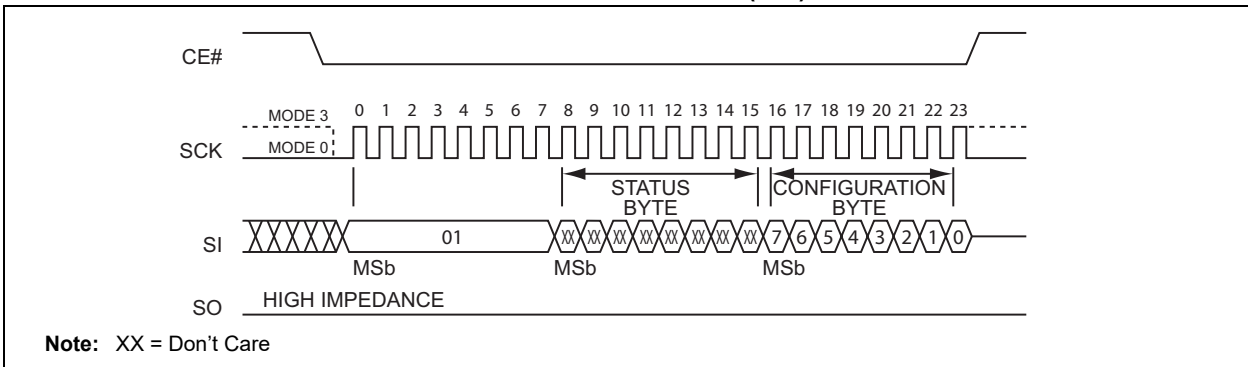 CE#
MODE 3 0 1 2 3 4 5 6 7 8 9 10 11 12 13 14 15 16 17 18 19 20 21 22 23
SCK MODE 0
STATUS BYTE
CONFIGURATION BYTE
SI 01 XX XX XX XX XX XX XX XX 7 6 5 4 3 2 1 0
MSb MSb MSb
SO HIGH IMPEDANCE
Note: XX = Don't Care